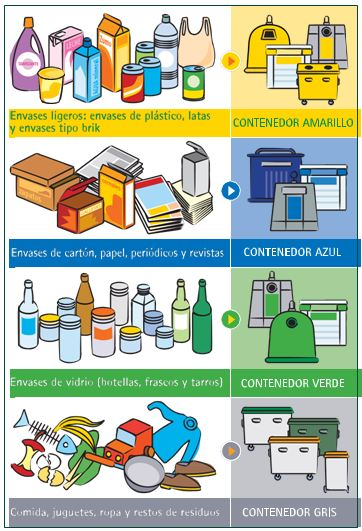 Envases ligeros: envases de plástico, latas
y envases tipo brik
CONTENEDOR AMARILLO
Envases de cartón, papel, periódicos y revistas
CONTENEDOR AZUL
Envases de vidrio (botellas, frascos y tarros)
CONTENEDOR VERDE
Comida, juguetes, ropa y restos de residuos
CONTENEDOR GRÍS